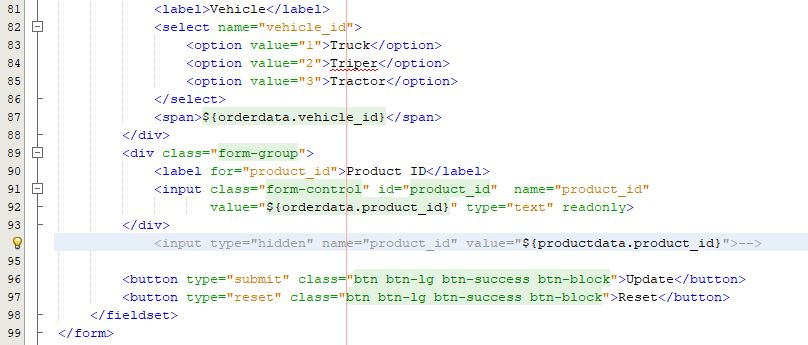 81 <label>Vehicle</label>
82 <select name="vehicle_id">
83 <option value="1">Truck</option>
84 <option value="2">Triper</option>
85 <option value="3">Tractor</option>
86 </select>
87 <span>${orderdata.vehicle_id}</span>
88 </div>
89 <div class="form-group">
90 <label for="product_id">Product ID</label>
91 <input class="form-control" id="product_id"  name="product_id"
92 value="${orderdata.product_id}" type="text" readonly>
93 </div>
<input type="hidden" name="product_id" value="${productdata.product_id}">-->
95
96 <button type="submit" class="btn btn-lg btn-success btn-block">Update</button>
97 <button type="reset" class="btn btn-lg btn-success btn-block">Reset</button>
98 </fieldset>
99 </form>